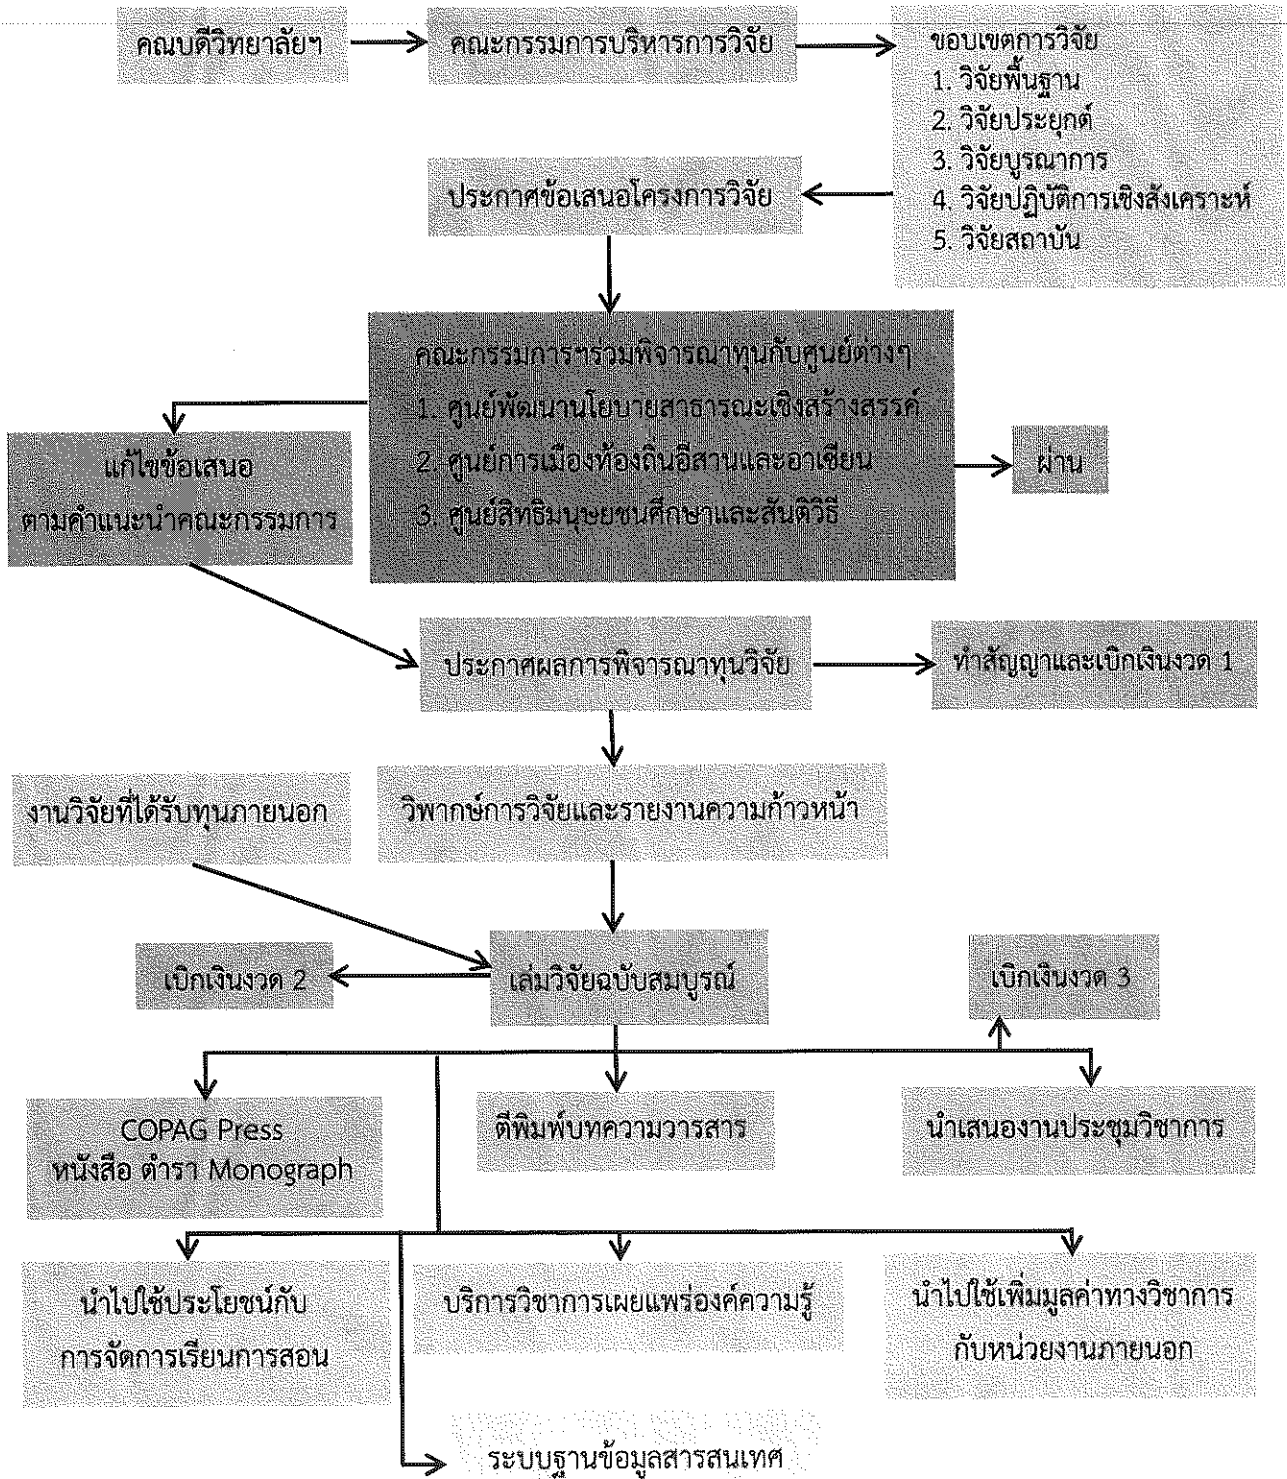 คณบดีวิทยาลัยฯ
คณะกรรมการบริหารการวิจัย
ขอบเขตการวิจัย
1. วิจัยพื้นฐาน
2. วิจัยประยุกต์
3. วิจัยบูรณาการ
4. วิจัยปฏิบัติการเชิงสังเคราะห์
5. วิจัยสถาบัน
ประกาศข้อเสนอโครงการวิจัย
คณะกรรมการฯร่วมพิจารณาทุนกับศูนย์ต่างๆ
1. ศูนย์พัฒนานโยบายสาธารณะเชิงสร้างสรรค์
2. ศูนย์การเมืองท้องถิ่นอีสานและอาเซียน
3. ศูนย์สิทธิมนุษยชนศึกษาและสันติวิธี
แก้ไขข้อเสนอ
ตามคำแนะนำคณะกรรมการ
ผ่าน
ประกาศผลการพิจารณาทุนวิจัย
ทำสัญญาและเบิกเงินงวด 1
งานวิจัยที่ได้รับทุนภายนอก
วิพากษ์การวิจัยและรายงานความก้าวหน้า
เบิกเงินงวด 2
เล่มวิจัยฉบับสมบูรณ์
เบิกเงินงวด 3
COPAG Press
หนังสือ ตำรา Monograph
ตีพิมพ์บทความวารสาร
นำเสนองานประชุมวิชาการ
นำไปใช้ประโยชน์กับ
การจัดการเรียนการสอน
บริการวิชาการเผยแพร่องค์ความรู้
นำไปใช้เพิ่มมูลค่าทางวิชาการ
กับหน่วยงานภายนอก
ระบบฐานข้อมูลสารสนเทศ